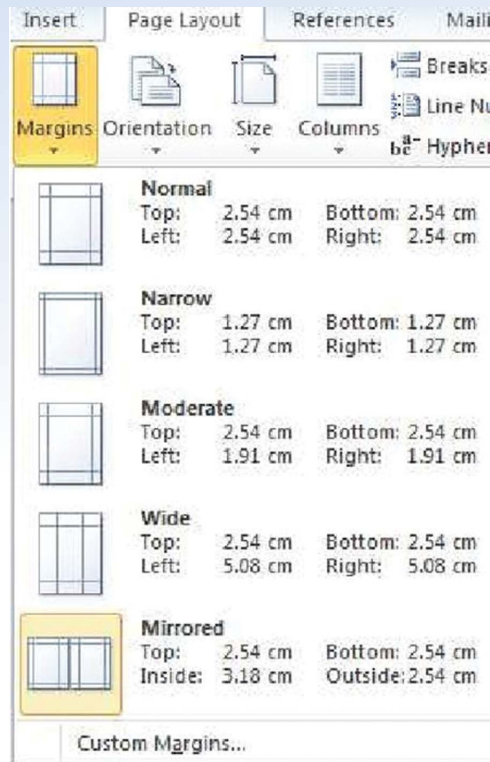 Insert Page Layout References Maili
Breaks
Line Nu
Margins Orientation Size Columns
Hyphen
Normal
Top: 2.54 cm Bottom: 2.54 cm
Left: 2.54 cm Right: 2.54 cm
Narrow
Top: 1.27 cm Bottom: 1.27 cm
Left: 1.27 cm Right: 1.27 cm
Moderate
Top: 2.54 cm Bottom: 2.54 cm
Left: 1.91 cm Right: 1.91 cm
Wide
Top: 2.54 cm Bottom: 2.54 cm
Left: 5.08 cm Right: 5.08 cm
Mirrored
Top: 2.54 cm Bottom: 2.54 cm
Inside: 3.18 cm Outside: 2.54 cm
Custom Margins...